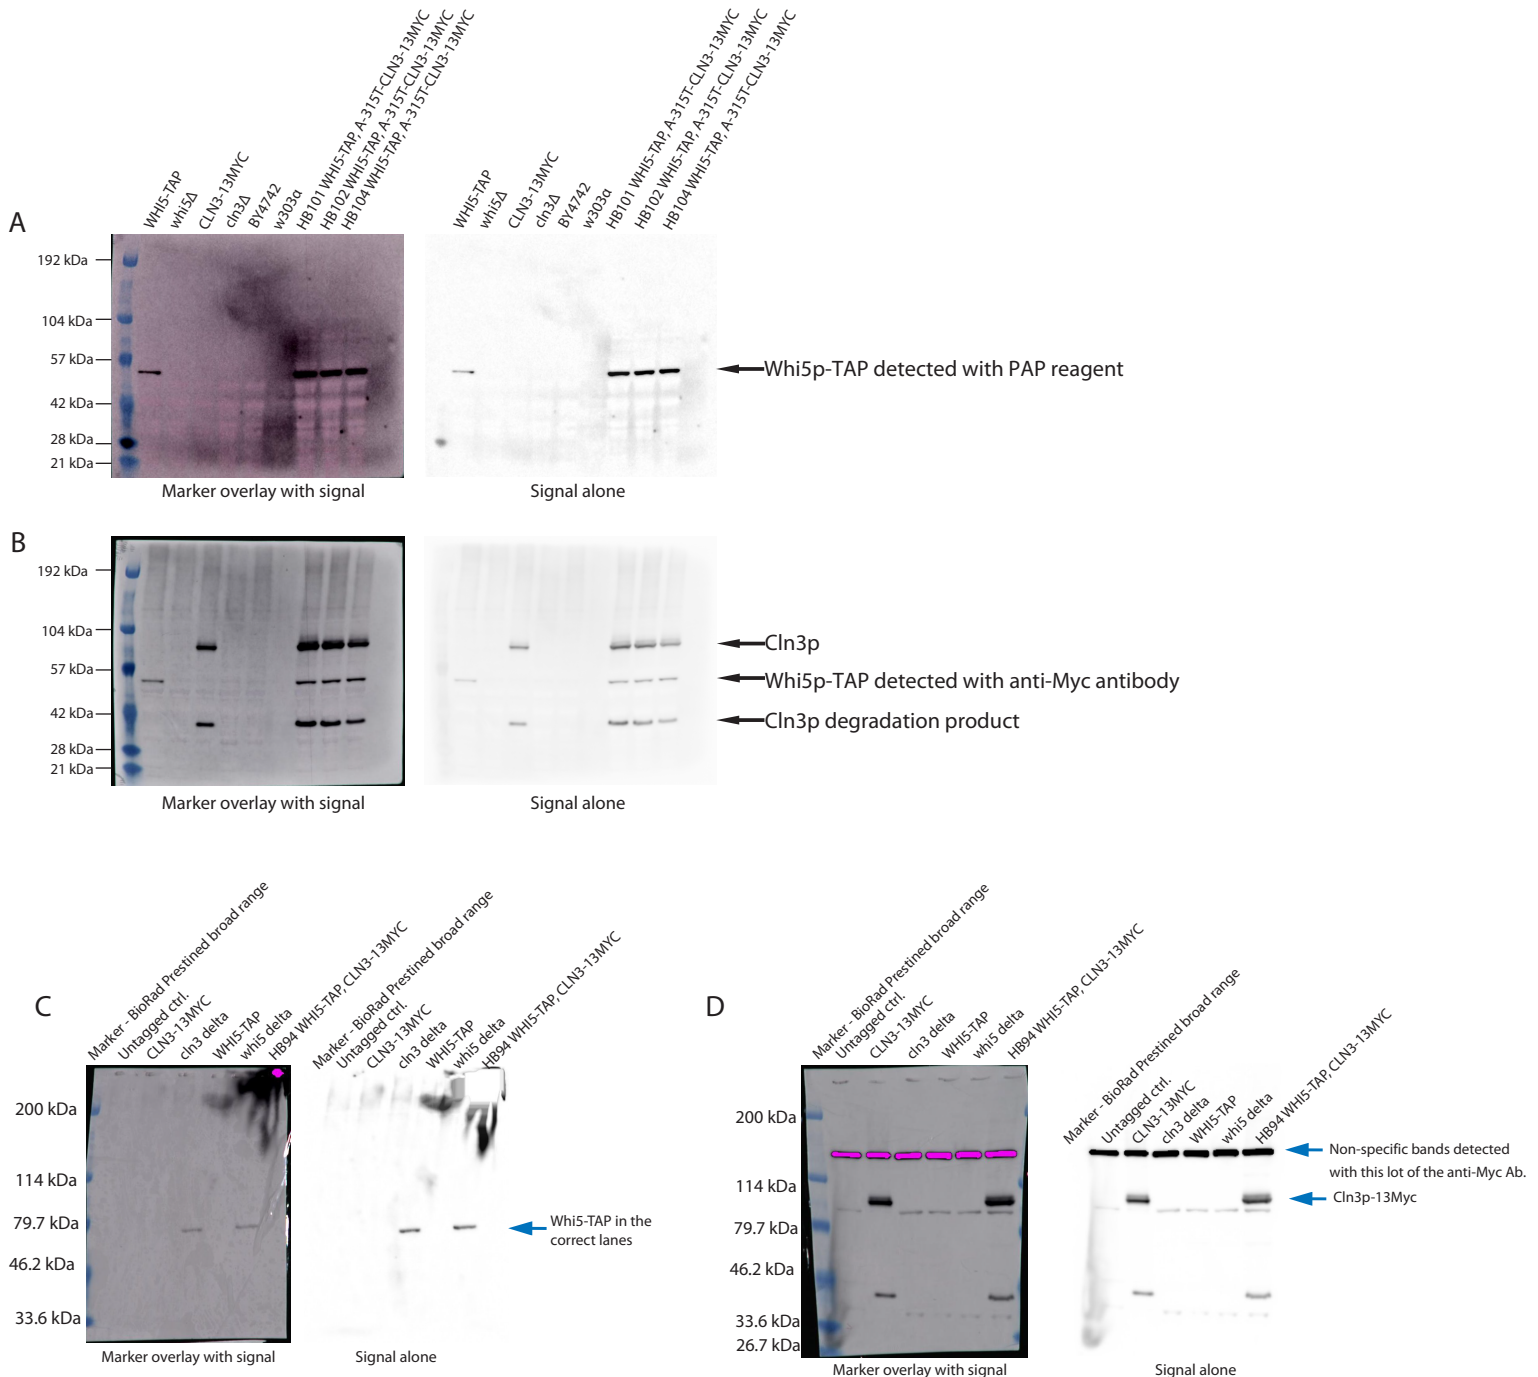 A
WHI5-TAP
whi5Δ
CLN3-13MYC
cln3Δ
BY4742
w303α
HB101 WHI5-TAP, A-315T-CLN3-13MYC
HB102 WHI5-TAP, A-315T-CLN3-13MYC
HB104 WHI5-TAP, A-315T-CLN3-13MYC
WHI5-TAP
whi5Δ
CLN3-13MYC
cln3Δ
BY4742
w303α
HB101 WHI5-TAP, A-315T-CLN3-13MYC
HB102 WHI5-TAP, A-315T-CLN3-13MYC
HB104 WHI5-TAP, A-315T-CLN3-13MYC
192 kDa
104 kDa
57 kDa
42 kDa
28 kDa
21 kDa
Whi5p-TAP detected with PAP reagent
Marker overlay with signal
Signal alone
B
192 kDa
104 kDa
57 kDa
42 kDa
28 kDa
21 kDa
Cln3p
Whi5p-TAP detected with anti-Myc antibody
Cln3p degradation product
Marker overlay with signal
Signal alone
C
Marker - BioRad Prestined broad range
Untagged ctrl.
CLN3-13MYC
cln3 delta
WHI5-TAP
whi5 delta
HB94 WHI5-TAP, CLN3-13MYC
Marker - BioRad Prestined broad range
Untagged ctrl.
CLN3-13MYC
cln3 delta
WHI5-TAP
whi5 delta
HB94 WHI5-TAP, CLN3-13MYC
200 kDa
114 kDa
79.7 kDa
46.2 kDa
33.6 kDa
Whi5-TAP in the
correct lanes
Marker overlay with signal
Signal alone
D
Marker - BioRad Prestined broad range
Untagged ctrl.
CLN3-13MYC
cln3 delta
WHI5-TAP
whi5 delta
HB94 WHI5-TAP, CLN3-13MYC
Marker - BioRad Prestined broad range
Untagged ctrl.
CLN3-13MYC
cln3 delta
WHI5-TAP
whi5 delta
HB94 WHI5-TAP, CLN3-13MYC
200 kDa
114 kDa
79.7 kDa
46.2 kDa
33.6 kDa
26.7 kDa
Non-specific bands detected
with this lot of the anti-Myc Ab.
Cln3p-13Myc
Marker overlay with signal
Signal alone